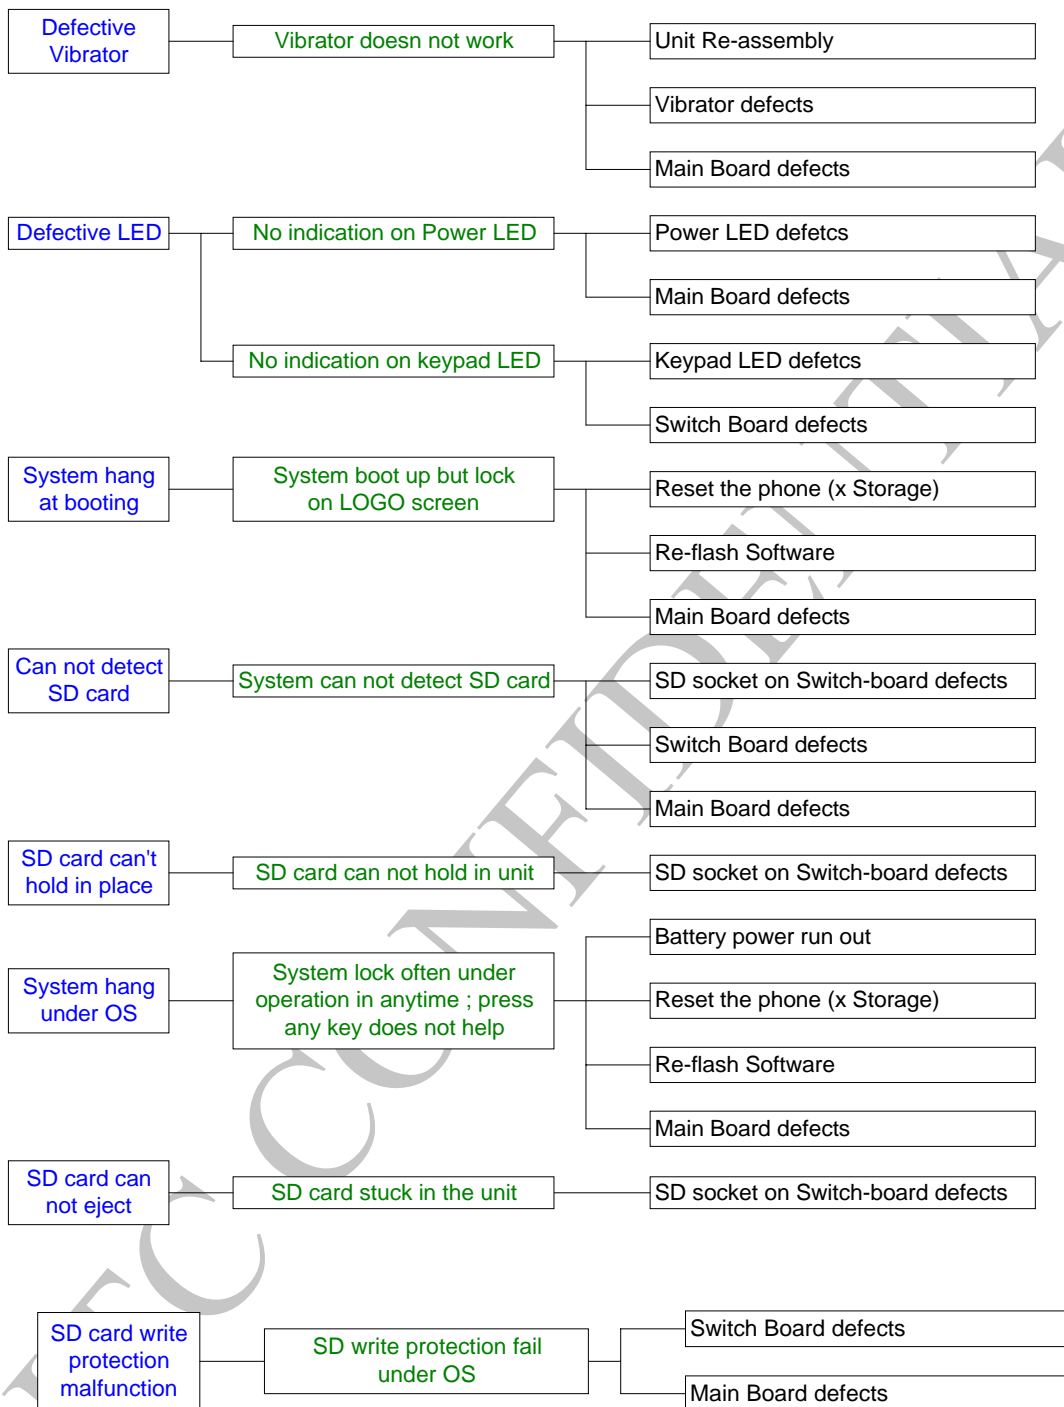 Defective
Vibrator
Vibrator doesn not work
Unit Re-assembly
Vibrator defects
Main Board defects
Defective LED
No indication on Power LED
Power LED defetcs
Main Board defects
No indication on keypad LED
Keypad LED defetcs
Switch Board defects
System hang
at booting
System boot up but lock
on LOGO screen
Reset the phone (x Storage)
Re-flash Software
Main Board defects
Can not detect
SD card
System can not detect SD card
SD socket on Switch-board defects
Switch Board defects
Main Board defects
SD card can't
hold in place
SD card can not hold in unit
SD socket on Switch-board defects
System hang
under OS
System lock often under
operation in anytime ; press
any key does not help
Battery power run out
Reset the phone (x Storage)
Re-flash Software
Main Board defects
SD card can
not eject
SD card stuck in the unit
SD socket on Switch-board defects
SD card write
protection
malfunction
SD write protection fail
under OS
Switch Board defects
Main Board defects
CONFIDENTIA